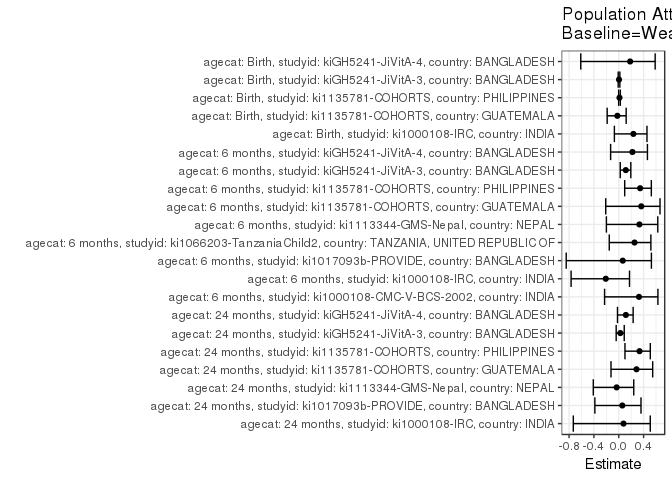 Population Att
Baseline=Wea
agecat: Birth, studyid: kiGH5241-JiVitA-4, country: BANGLADESH
agecat: Birth, studyid: kiGH5241-JiVitA-3, country: BANGLADESH
agecat: Birth, studyid: ki1135781-COHORTS, country: PHILIPPINES
agecat: Birth, studyid: ki1135781-COHORTS, country: GUATEMALA
agecat: Birth, studyid: ki1000108-IRC, country: INDIA
agecat: 6 months, studyid: kiGH5241-JiVitA-4, country: BANGLADESH
agecat: 6 months, studyid: kiGH5241-JiVitA-3, country: BANGLADESH
agecat: 6 months, studyid: ki1135781-COHORTS, country: PHILIPPINES
agecat: 6 months, studyid: ki1135781-COHORTS, country: GUATEMALA
agecat: 6 months, studyid: ki1113344-GMS-Nepal, country: NEPAL
agecat: 6 months, studyid: ki1066203-TanzaniaChild2, country: TANZANIA, UNITED REPUBLIC OF
agecat: 6 months, studyid: ki1017093b-PROVIDE, country: BANGLADESH
agecat: 6 months, studyid: ki1000108-IRC, country: INDIA
agecat: 6 months, studyid: ki1000108-CMC-V-BCS-2002, country: INDIA
agecat: 24 months, studyid: kiGH5241-JiVitA-4, country: BANGLADESH
agecat: 24 months, studyid: kiGH5241-JiVitA-3, country: BANGLADESH
agecat: 24 months, studyid: ki1135781-COHORTS, country: PHILIPPINES
agecat: 24 months, studyid: ki1135781-COHORTS, country: GUATEMALA
agecat: 24 months, studyid: ki1113344-GMS-Nepal, country: NEPAL
agecat: 24 months, studyid: ki1017093b-PROVIDE, country: BANGLADESH
agecat: 24 months, studyid: ki1000108-IRC, country: INDIA
-0.8 -0.4 0.0 0.4
Estimate